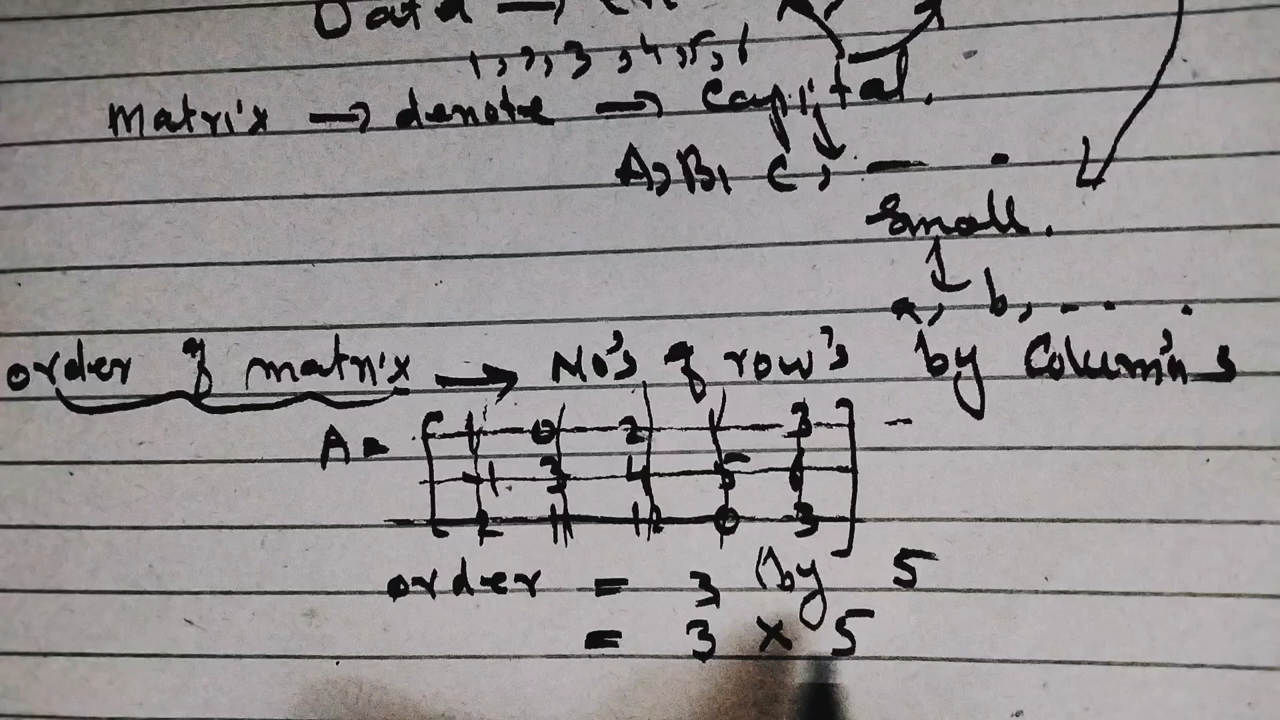 Data →
1, 2, 3, 4, 5, 6
Matrix → denote → Capital.
A, B, C, — .
Small.
a, b, - - .
order of matrix → No's of row's by Column's
A = [ 1 0 2 1 3 ] -
-1 3 4 5 6
2 11 12 0 3
order = 3 by 5
= 3 × 5